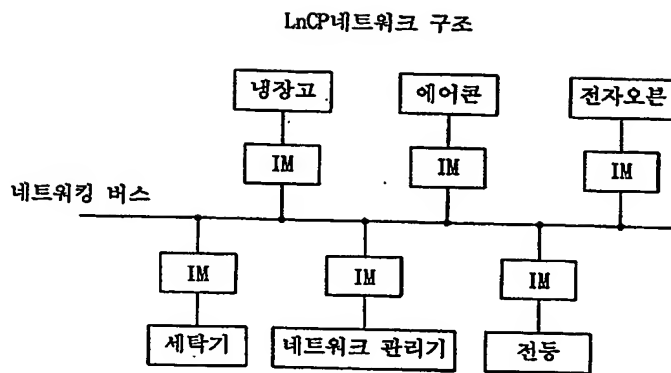 LnCP네트워크 구조
냉장고
에어콘
전자오븐
IM
IM
IM
네트워킹 버스
IM
IM
IM
세탁기
네트워크 관리기
전등